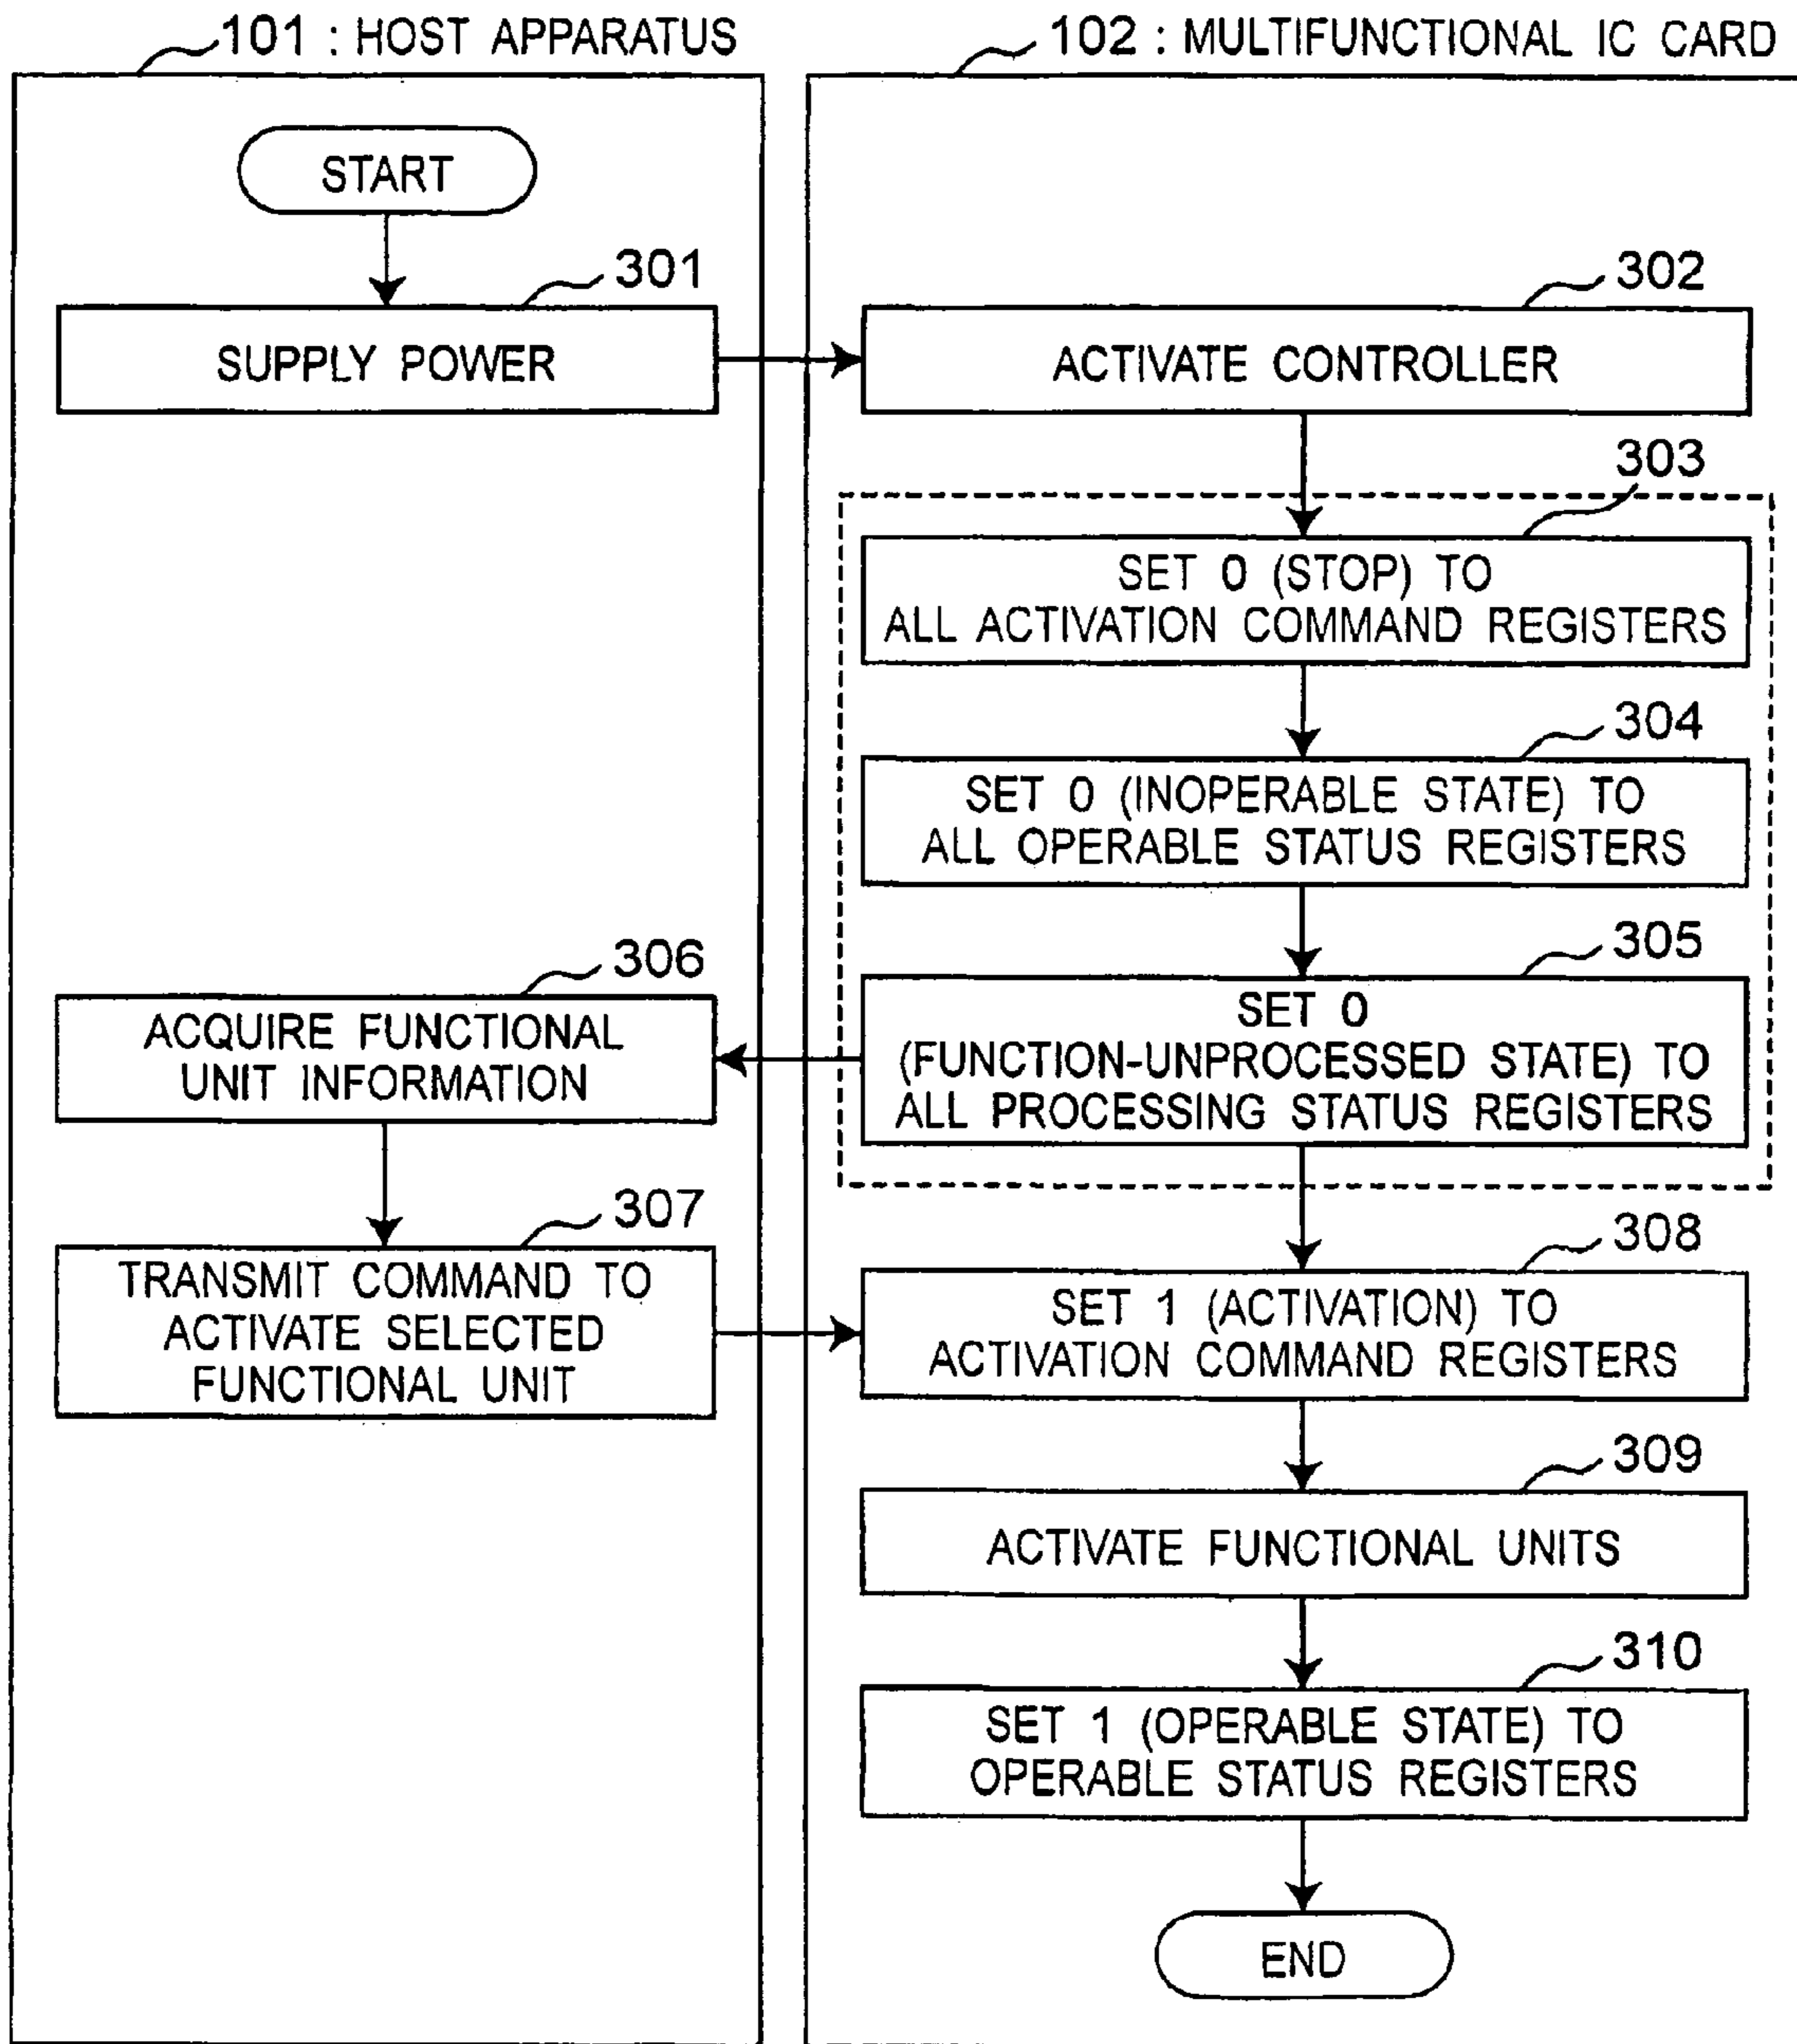 101 : HOST APPARATUS
102 : MULTIFUNCTIONAL IC CARD
START
301
SUPPLY POWER
302
ACTIVATE CONTROLLER
303
SET 0 (STOP) TO
ALL ACTIVATION COMMAND REGISTERS
304
SET 0 (INOPERABLE STATE) TO
ALL OPERABLE STATUS REGISTERS
305
SET 0
(FUNCTION-UNPROCESSED STATE) TO
ALL PROCESSING STATUS REGISTERS
306
ACQUIRE FUNCTIONAL
UNIT INFORMATION
307
TRANSMIT COMMAND TO
ACTIVATE SELECTED
FUNCTIONAL UNIT
308
SET 1 (ACTIVATION) TO
ACTIVATION COMMAND REGISTERS
309
ACTIVATE FUNCTIONAL UNITS
310
SET 1 (OPERABLE STATE) TO
OPERABLE STATUS REGISTERS
END